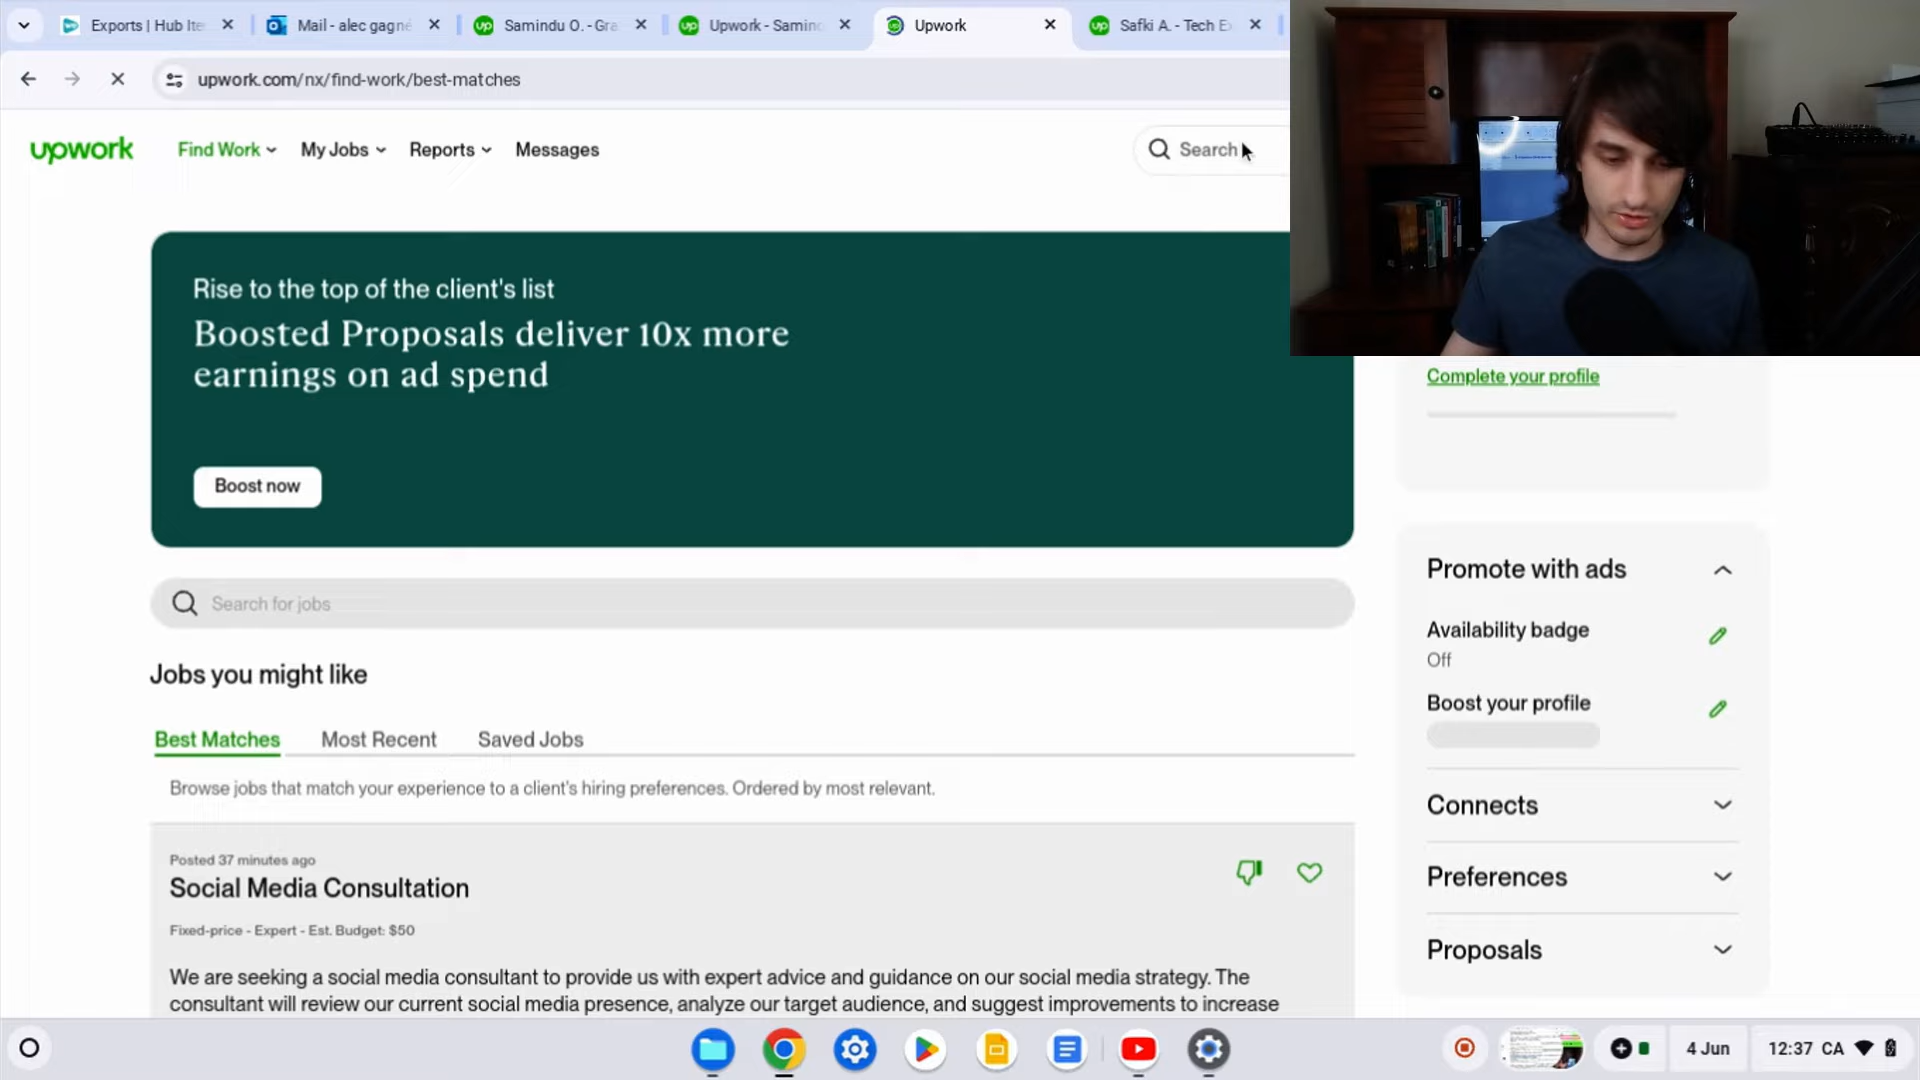 Exports | Hub Ite
Mail - alec gagné
Samindu O. - Gra
Upwork - Samind
Upwork
Safki A. - Tech E
upwork.com/nx/find-work/best-matches
upwork
Find Work
My Jobs
Reports
Messages
Search
Rise to the top of the client's list
Boosted Proposals deliver 10x more
earnings on ad spend
Boost now
Complete your profile
Search for jobs
Promote with ads
Availability badge
Off
Boost your profile
Connects
Preferences
Proposals
Jobs you might like
Best Matches
Most Recent
Saved Jobs
Browse jobs that match your experience to a client's hiring preferences. Ordered by most relevant.
Posted 37 minutes ago
Social Media Consultation
Fixed-price - Expert - Est. Budget: $50
We are seeking a social media consultant to provide us with expert advice and guidance on our social media strategy. The
consultant will review our current social media presence, analyze our target audience, and suggest improvements to increase
4 Jun
12:37 CA